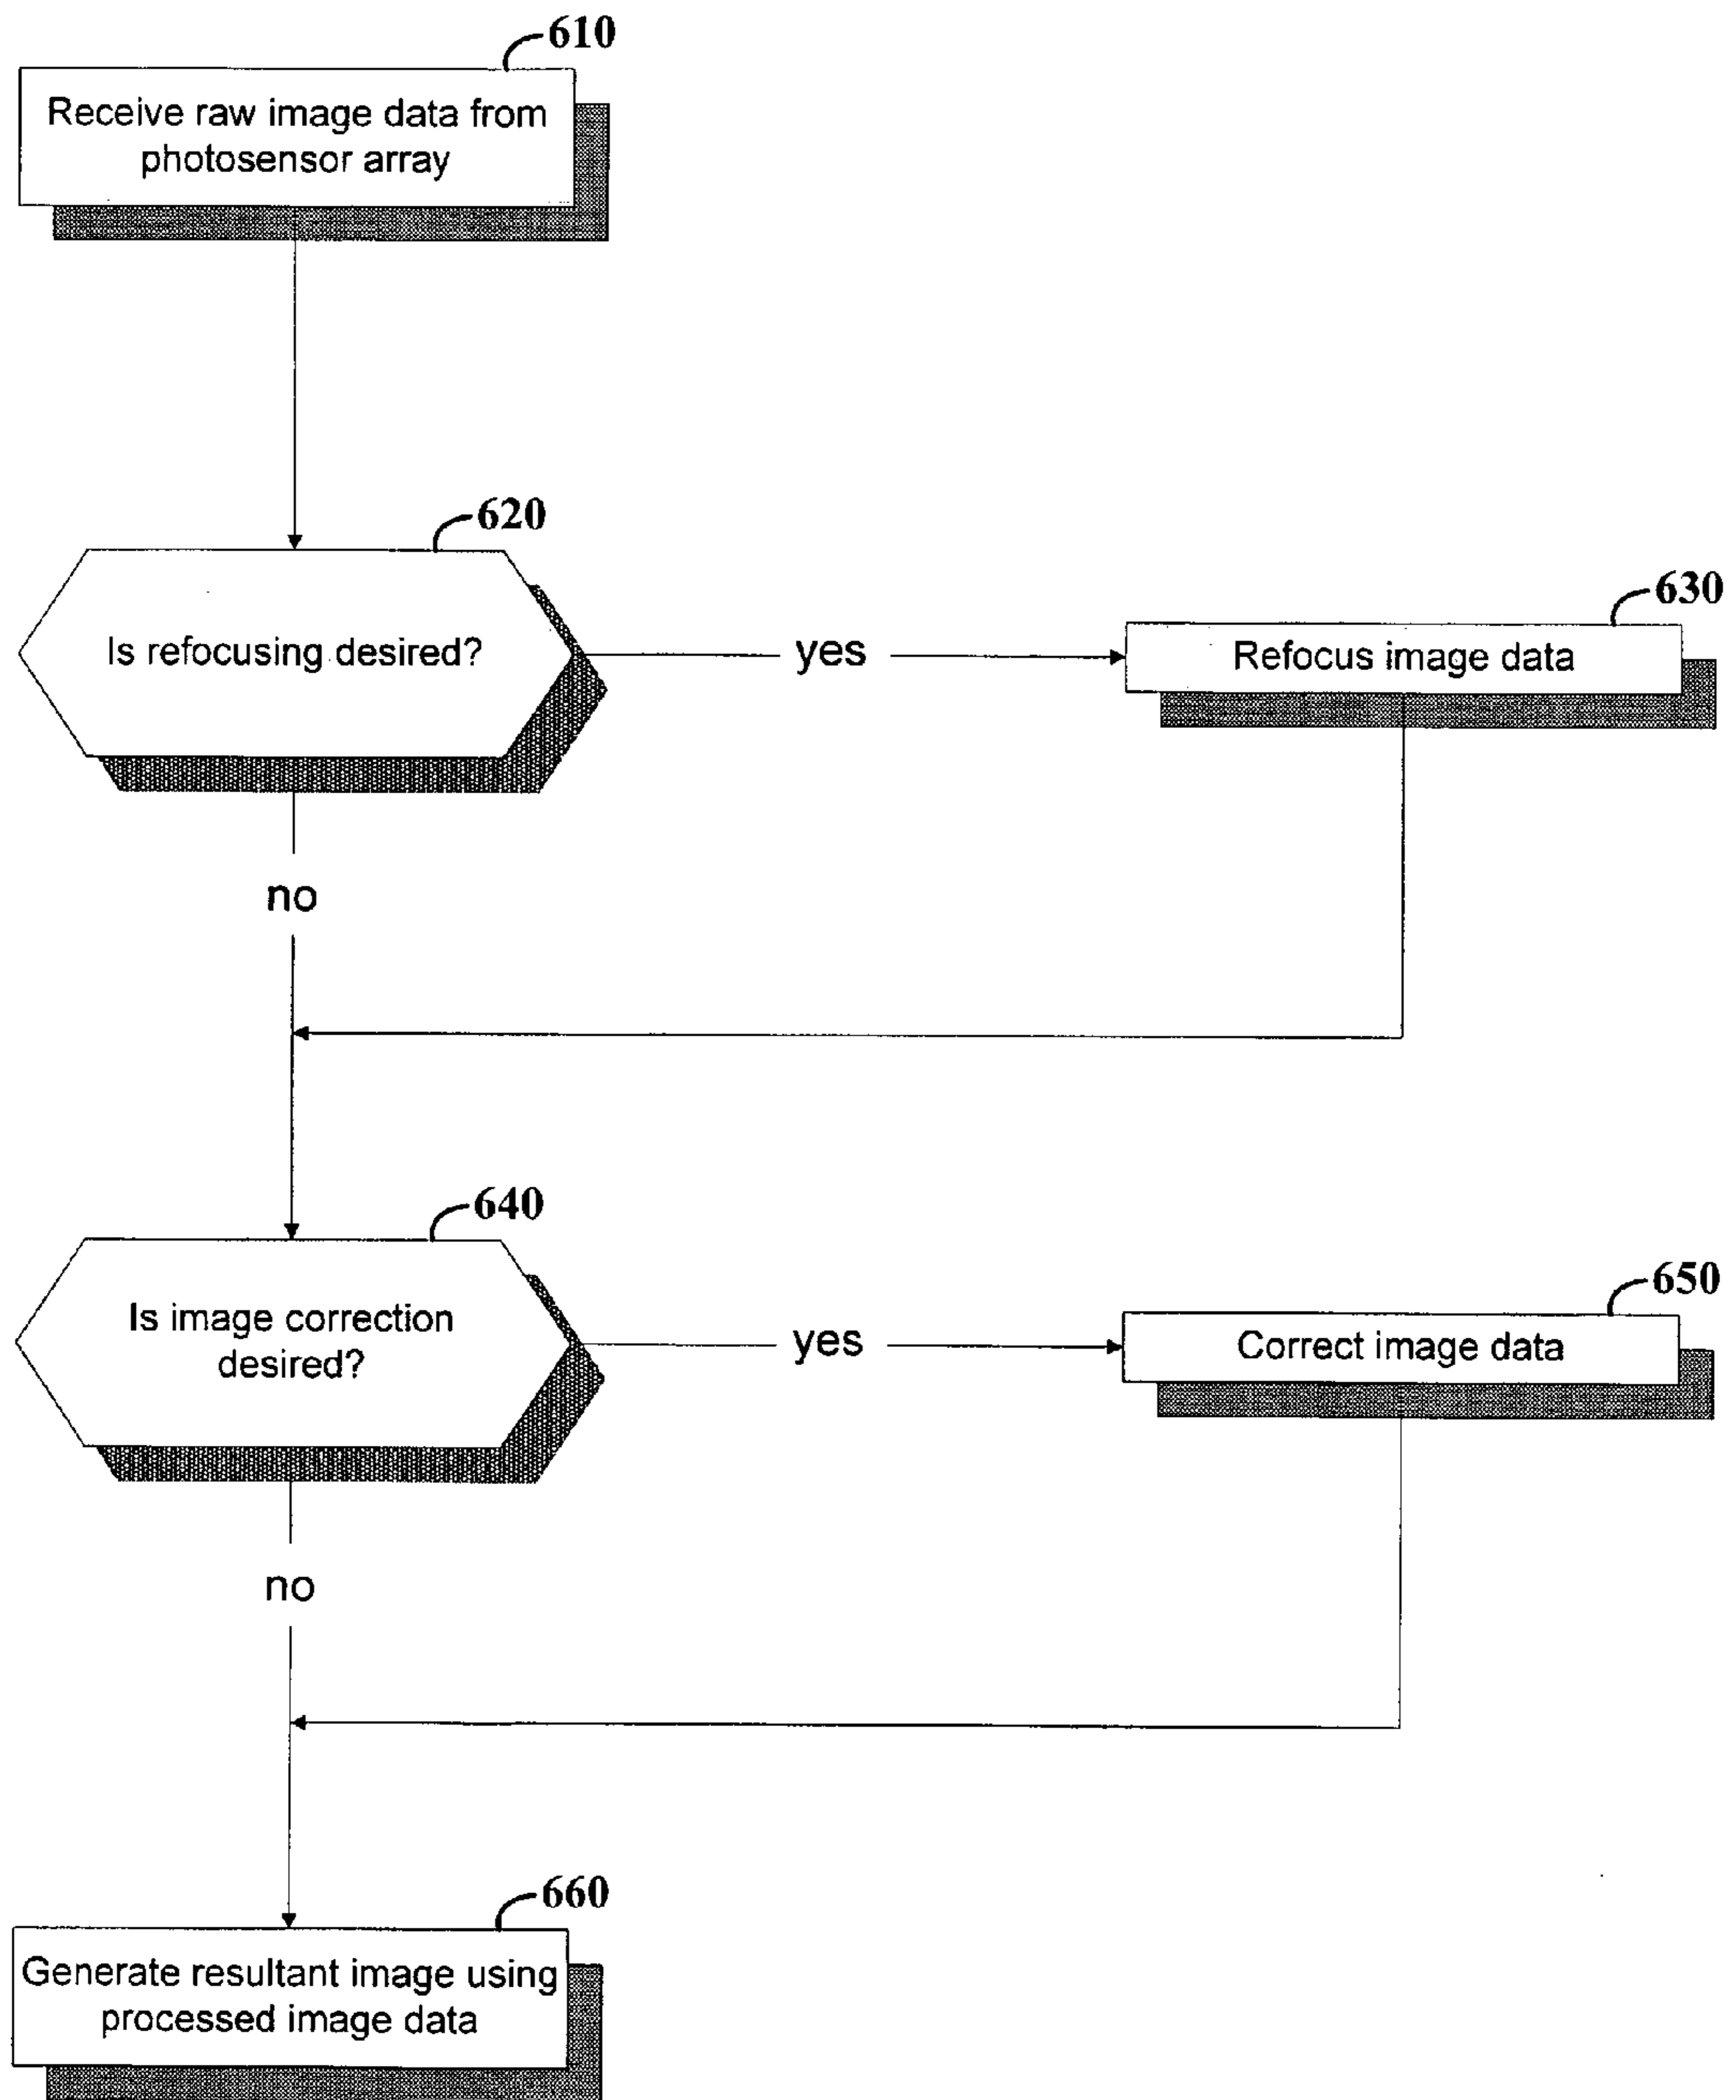 610
Receive raw image data from
photosensor array
620
Is refocusing desired?
yes
630
Refocus image data
no
640
Is image correction
desired?
yes
650
Correct image data
no
660
Generate resultant image using
processed image data